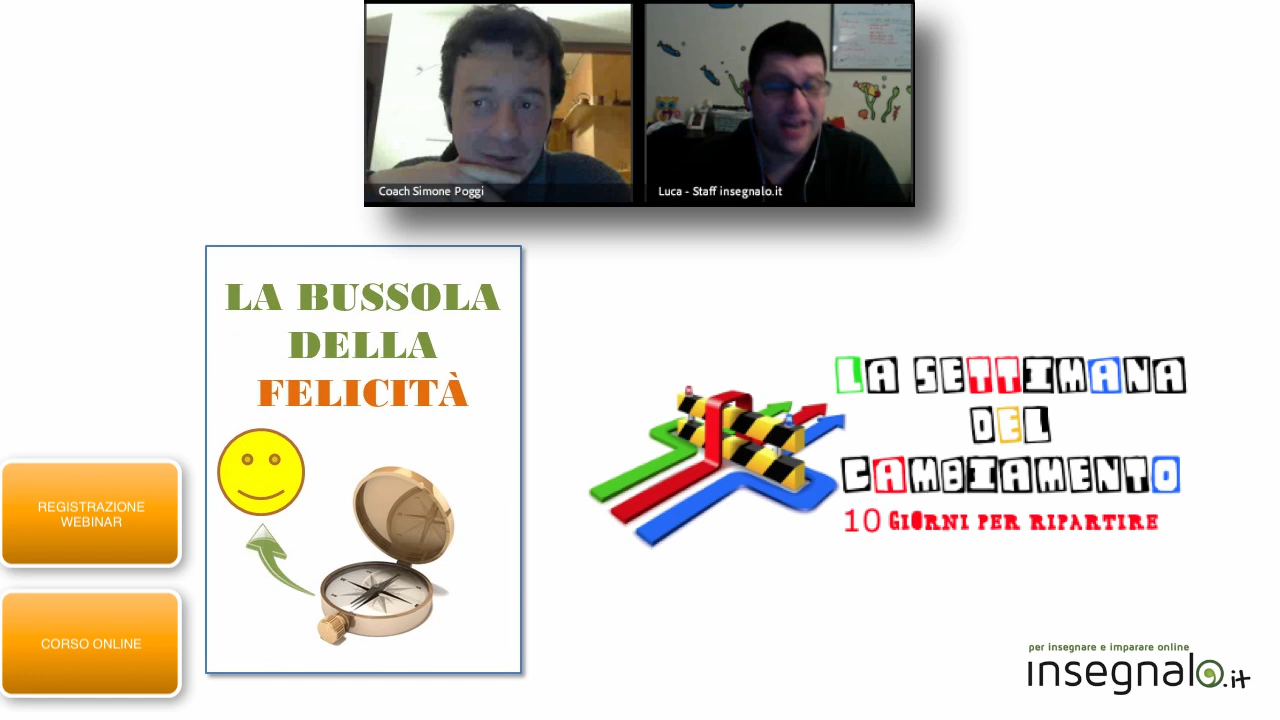 Coach Simone Poggi
Luca - Staff insegnalo.it
LA BUSSOLA
DELLA
FELICITÀ
LA SETTIMANA
DEL
CAMBIAMENTO
10 GIORNI PER RIPARTIRE
REGISTRAZIONE
WEBINAR
CORSO ONLINE
per insegnare e imparare online
insegnalo.it